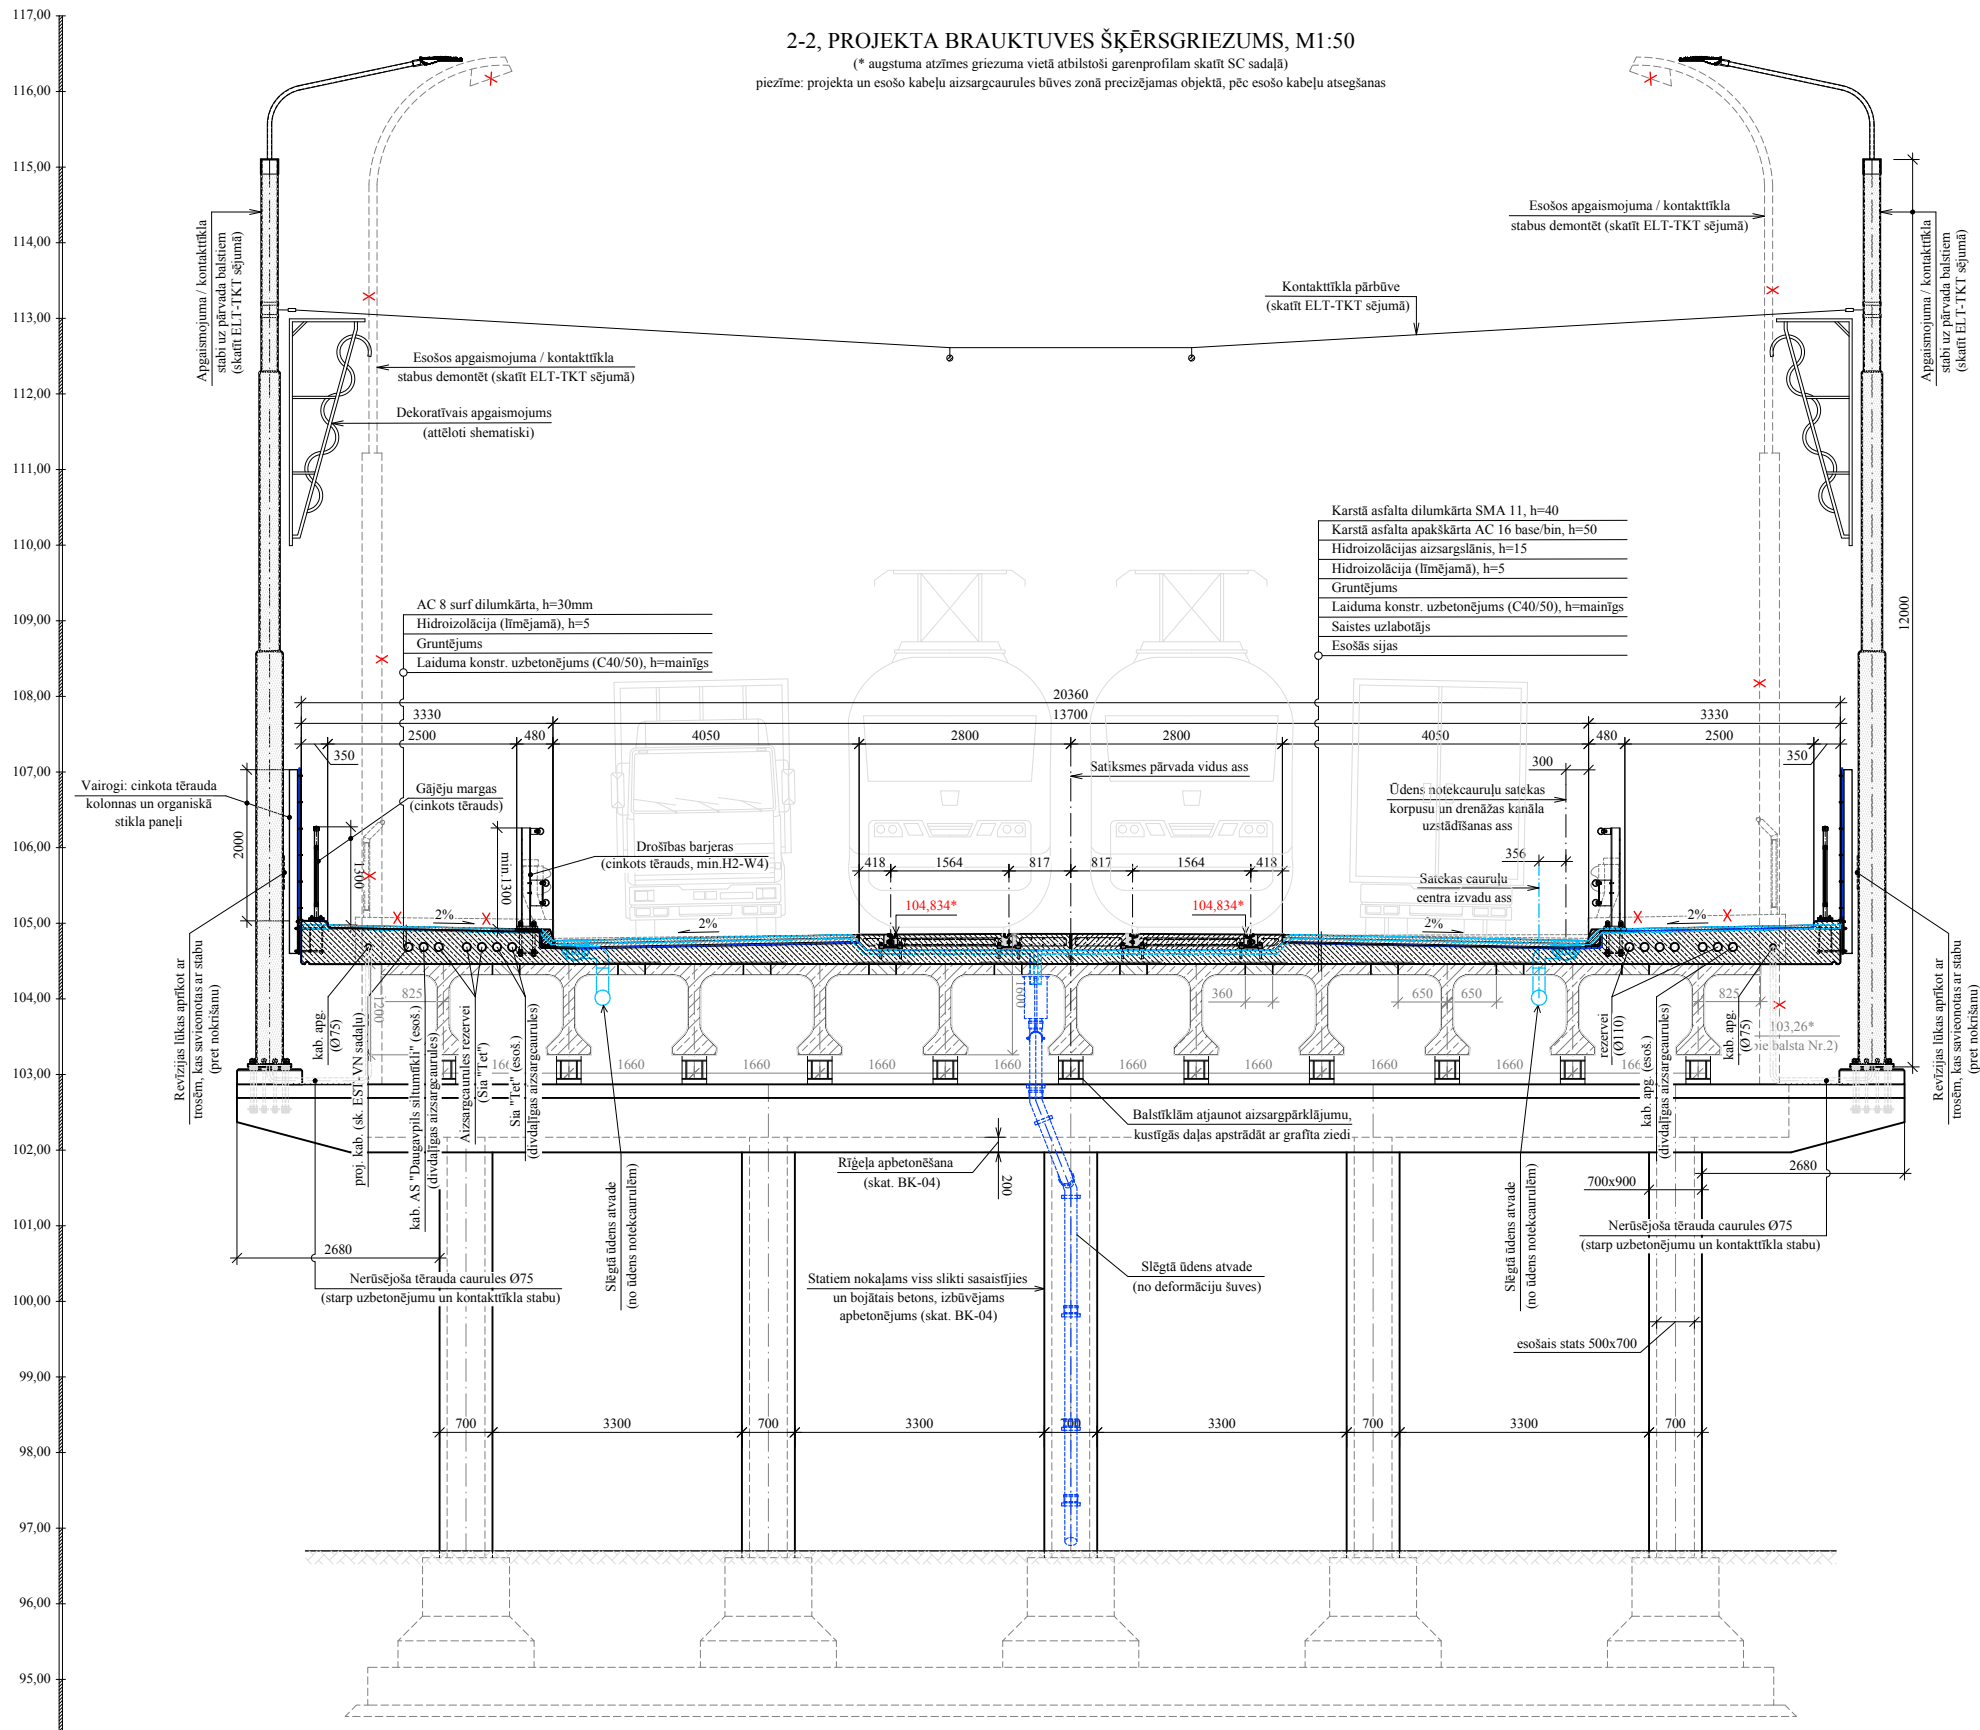 2-2, PROJEKTA BRAUKTUVES ŠĶĒRSGRIEZUMS, M1:50
(* augstuma atzīmes griezuma vietā atbilstoši garenprofilam skatīt SC sadaļā)
piezīme: projekta un esošo kabeļu aizsargcaurules būves zonā precizējamas objektā, pēc esošo kabeļu atsegšanas
117,00
116,00
115,00
114,00
113,00
112,00
111,00
110,00
109,00
108,00
107,00
106,00
105,00
104,00
103,00
102,00
101,00
100,00
99,00
98,00
97,00
96,00
95,00
Apgaismojuma / kontakttīkla
stabi uz pārvada balstiem
(skatīt ELT-TKT sējumā)
Esošos apgaismojuma / kontakttīkla
stabus demontēt (skatīt ELT-TKT sējumā)
Dekoratīvais apgaismojums
(attēloti shematiski)
Kontakttīkla pārbūve
(skatīt ELT-TKT sējumā)
Esošos apgaismojuma / kontakttīkla
stabus demontēt (skatīt ELT-TKT sējumā)
Apgaismojuma / kontakttīkla
stabi uz pārvada balstiem
(skatīt ELT-TKT sējumā)
12000
AC 8 surf dilumkārta, h=30mm
Hidroizolācija (līmējamā), h=5
Gruntējums
Laiduma konstr. uzbetonējums (C40/50), h=mainīgs
Karstā asfalta dilumkārta SMA 11, h=40
Karstā asfalta apakškārta AC 16 base/bin, h=50
Hidroizolācijas aizsargslānis, h=15
Hidroizolācija (līmējamā), h=5
Gruntējums
Laiduma konstr. uzbetonējums (C40/50), h=mainīgs
Saistes uzlabotājs
Esošās sijas
20360
3330
13700
3330
2500
480
4050
2800
2800
4050
480
2500
350
350
300
Vairogi: cinkota tērauda
kolonnas un organiskā
stikla paneļi
2000
Gājēju margas
(cinkots tērauds)
1300
min.1300
Drošības barjeras
(cinkots tērauds, min.H2-W4)
Satiksmes pārvada vidus ass
Ūdens notekcauruļu satekas
korpusu un drenāžas kanāla
uzstādīšanas ass
356
Satekas cauruļu
centra izvadu ass
418
1564
817
817
1564
418
104,834*
104,834*
2%
2%
2%
2%
Revīzijas lūkas aprīkot ar
trosēm, kas savienotas ar stabu
(pret nokrišanu)
Revīzijas lūkas aprīkot ar
trosēm, kas savienotas ar stabu
(pret nokrišanu)
1200
825
1600
360
650
650
825
103,26*
1660
1660
1660
1660
1660
1660
1660
1660
kab. apg.
(Ø75)
proj. kab. (sk. EST-VN sadaļu)
kab. AS "Daugavpils siltumtīkli" (esoš.)
(divdaļīgas aizsargcaurules)
Aizsargcaurules rezervei
(Sia "Tet")
Sia "Tet" (esoš.)
(divdaļīgas aizsargcaurules)
Slēgtā ūdens atvade
(no ūdens notekcaurulēm)
rezervei
(Ø110)
kab. apg. (esoš.)
(divdaļīgas aizsargcaurules)
kab. apg.
(Ø75)
Slēgtā ūdens atvade
(no ūdens notekcaurulēm)
Balstīklām atjaunot aizsargpārklājumu,
kustīgās daļas apstrādāt ar grafīta ziedi
Rīģeļa apbetonēšana
(skat. BK-04)
200
2680
2680
700x900
Nerūsējoša tērauda caurules Ø75
(starp uzbetonējumu un kontakttīkla stabu)
Nerūsējoša tērauda caurules Ø75
(starp uzbetonējumu un kontakttīkla stabu)
Statiem nokaļams viss slikti sasaistījies
un bojātais betons, izbūvējams
apbetonējums (skat. BK-04)
Slēgtā ūdens atvade
(no deformāciju šuves)
esošais stats 500x700
700
3300
700
3300
700
3300
700
3300
700